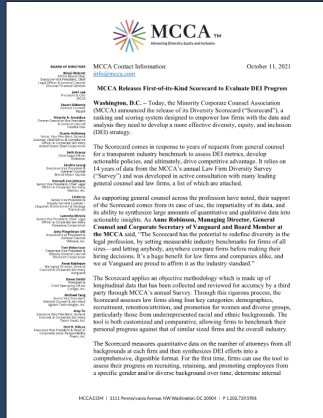 MCCA™
Advancing Diversity, Equity and Inclusion
BOARD OF DIRECTORS
MCCA Contact Information:
October 11, 2021
info@mcca.com
MCCA Releases First-of-its-Kind Scorecard to Evaluate DEI Progress
Washington, D.C. – Today, the Minority Corporate Counsel Association
(MCCA) announced the release of its Diversity Scorecard ("Scorecard"), a
ranking and scoring system designed to empower law firms with the data and
analysis they need to develop a more effective diversity, equity, and inclusion
(DEI) strategy.
The Scorecard comes in response to years of requests from general counsel
for a transparent industry benchmark to assess DEI metrics, develop
actionable policies, and ultimately, drive competitive advantage. It relies on
14 years of data from the MCCA's annual Law Firm Diversity Survey
("Survey") and was developed in active consultation with many leading
general counsel and law firms, a list of which are attached.
As supporting general counsel across the profession have noted, their support
of the Scorecard comes from its ease of use, the impartiality of its data, and
its ability to synthesize large amounts of quantitative and qualitative data into
actionable insights. As Anne Robinson, Managing Director, General
Counsel and Corporate Secretary of Vanguard and Board Member at
the MCCA said, "The Scorecard has the potential to redefine diversity in the
legal profession, by setting measurable industry benchmarks for firms of all
sizes—and letting anybody, anywhere compare firms before making their
hiring decisions. It's a huge benefit for law firms and companies alike, and
we at Vanguard are proud to affirm it as the industry standard."
The Scorecard applies an objective methodology which is made up of
longitudinal data that has been collected and reviewed for accuracy by a third
party through MCCA's annual Survey. Through this rigorous process, the
Scorecard assesses law firms along four key categories: demographics,
recruitment, retention/attrition, and promotion for women and diverse groups,
particularly those from underrepresented racial and ethnic backgrounds. The
tool is both customized and comparative, allowing firms to benchmark their
personal progress against that of similar sized firms and the overall industry.
The Scorecard measures quantitative data on the number of attorneys from all
backgrounds at each firm and then synthesizes DEI efforts into a
comprehensive, digestible format. For the first time, firms can use the tool to
assess their progress on recruiting, retaining, and promoting employees from
a specific gender and/or diverse background over time, determine internal
MCCA.COM | 1111 Pennsylvania Avenue, NW Washington, DC 20004 | P 1.202.739.5901